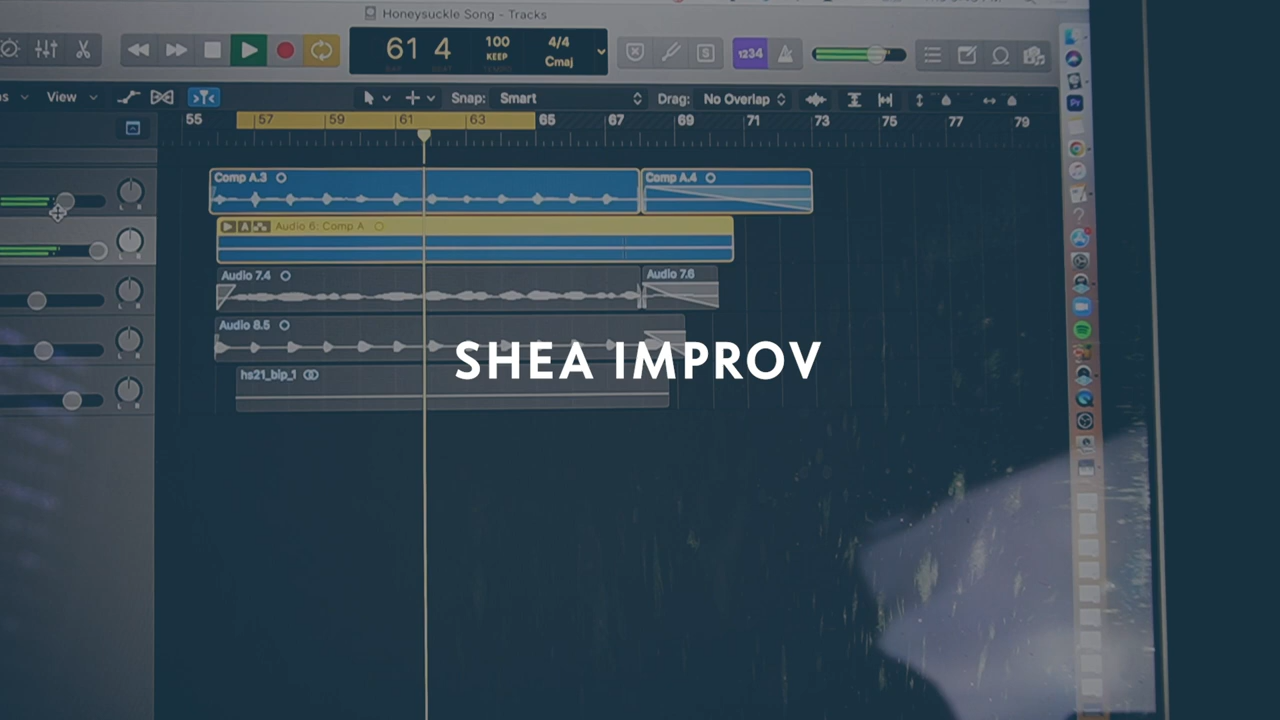 Honeysuckle Song - Tracks
61 4
100
KEEP
TEMPO
4/4
Cmaj
S
1234
View
Snap: Smart
Drag: No Overlap
55 57 59 61 63 65 67 69 71 73 75 77 79
Comp A.3
Comp A.4
A
Audio 6: Comp A
Audio 7.4
Audio 7.6
Audio 8.5
SHEA IMPROV
hs21_bip_1
L R
L R
L R
L R
L R
Pr